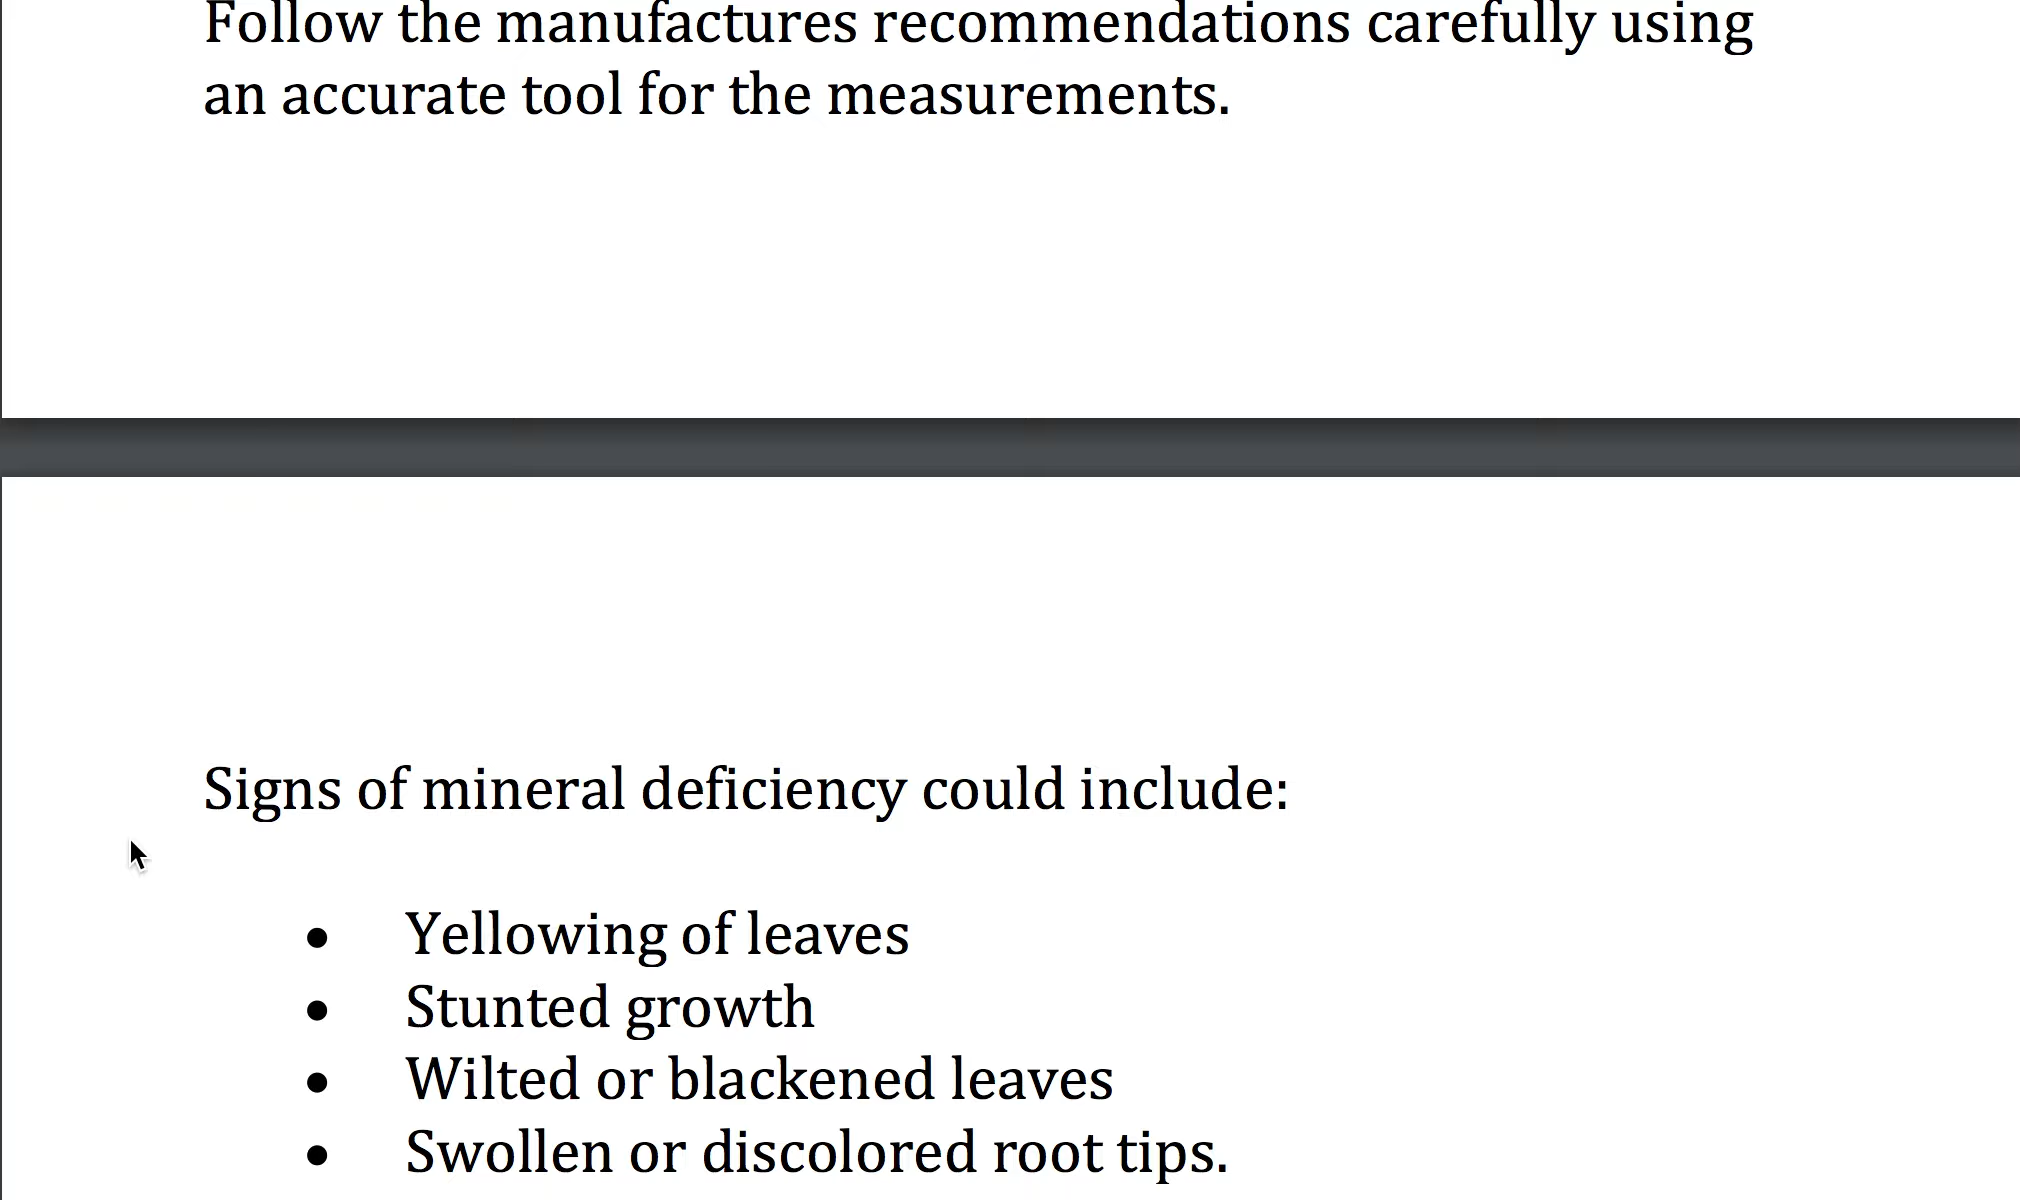 Follow the manufactures recommendations carefully using
an accurate tool for the measurements.
Signs of mineral deficiency could include:
• Yellowing of leaves
• Stunted growth
• Wilted or blackened leaves
• Swollen or discolored root tips.